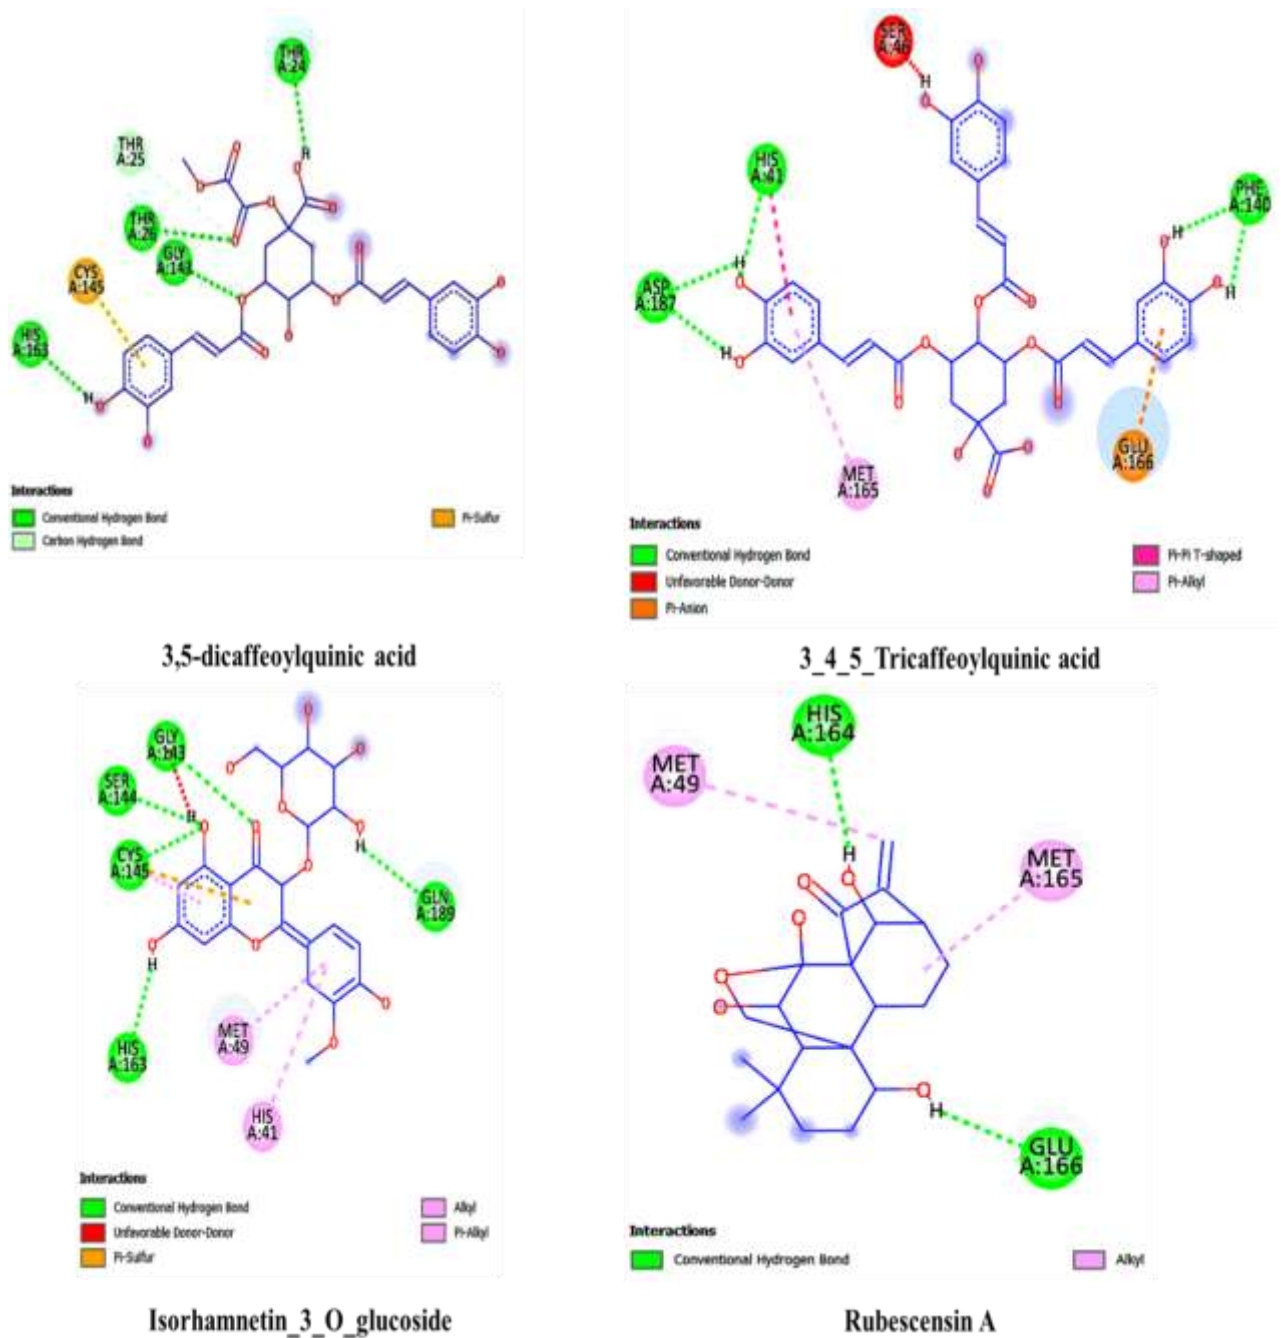 THR
A:24
THR
A:25
THR
A:26
GLY
A:143
CYS
A:145
HIS
A:163
H
O
H
O
Interactions
Conventional Hydrogen Bond
Carbon Hydrogen Bond
Pi-Sulfur
3,5-dicaffeoylquinic acid
SER
A:46
HIS
A:41
PHE
A:140
ASP
A:187
MET
A:165
GLU
A:166
H
O
H
O
H
O
H
O
H
O
Interactions
Conventional Hydrogen Bond
Unfavorable Donor-Donor
Pi-Anion
Pi-Pi T-shaped
Pi-Alkyl
3_4_5_Tricaffeoylquinic acid
GLY
A:143
SER
A:144
CYS
A:145
GLN
A:189
MET
A:49
HIS
A:163
HIS
A:41
H
O
H
O
H
O
Interactions
Conventional Hydrogen Bond
Unfavorable Donor-Donor
Pi-Sulfur
Alkyl
Pi-Alkyl
Isorhamnetin_3_O_glucoside
HIS
A:164
MET
A:49
MET
A:165
GLU
A:166
H
O
O
O
O
O
O
H
Interactions
Conventional Hydrogen Bond
Alkyl
Rubescensin A